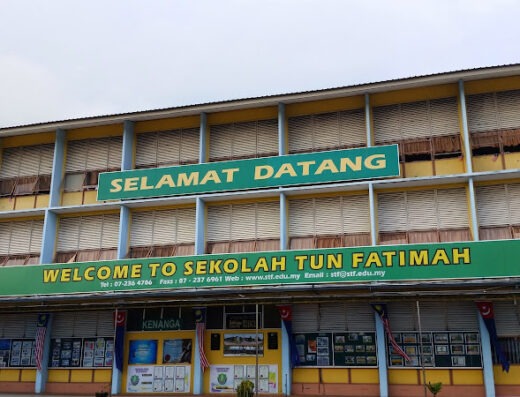 SELAMAT DATANG
WELCOME TO SEKOLAH TUN FATIMAH
Tel : 07-236 4786 Faxs : 07 - 237 6961 Web : www.stf.edu.my Email : stf@stf.edu.my
KENANGA